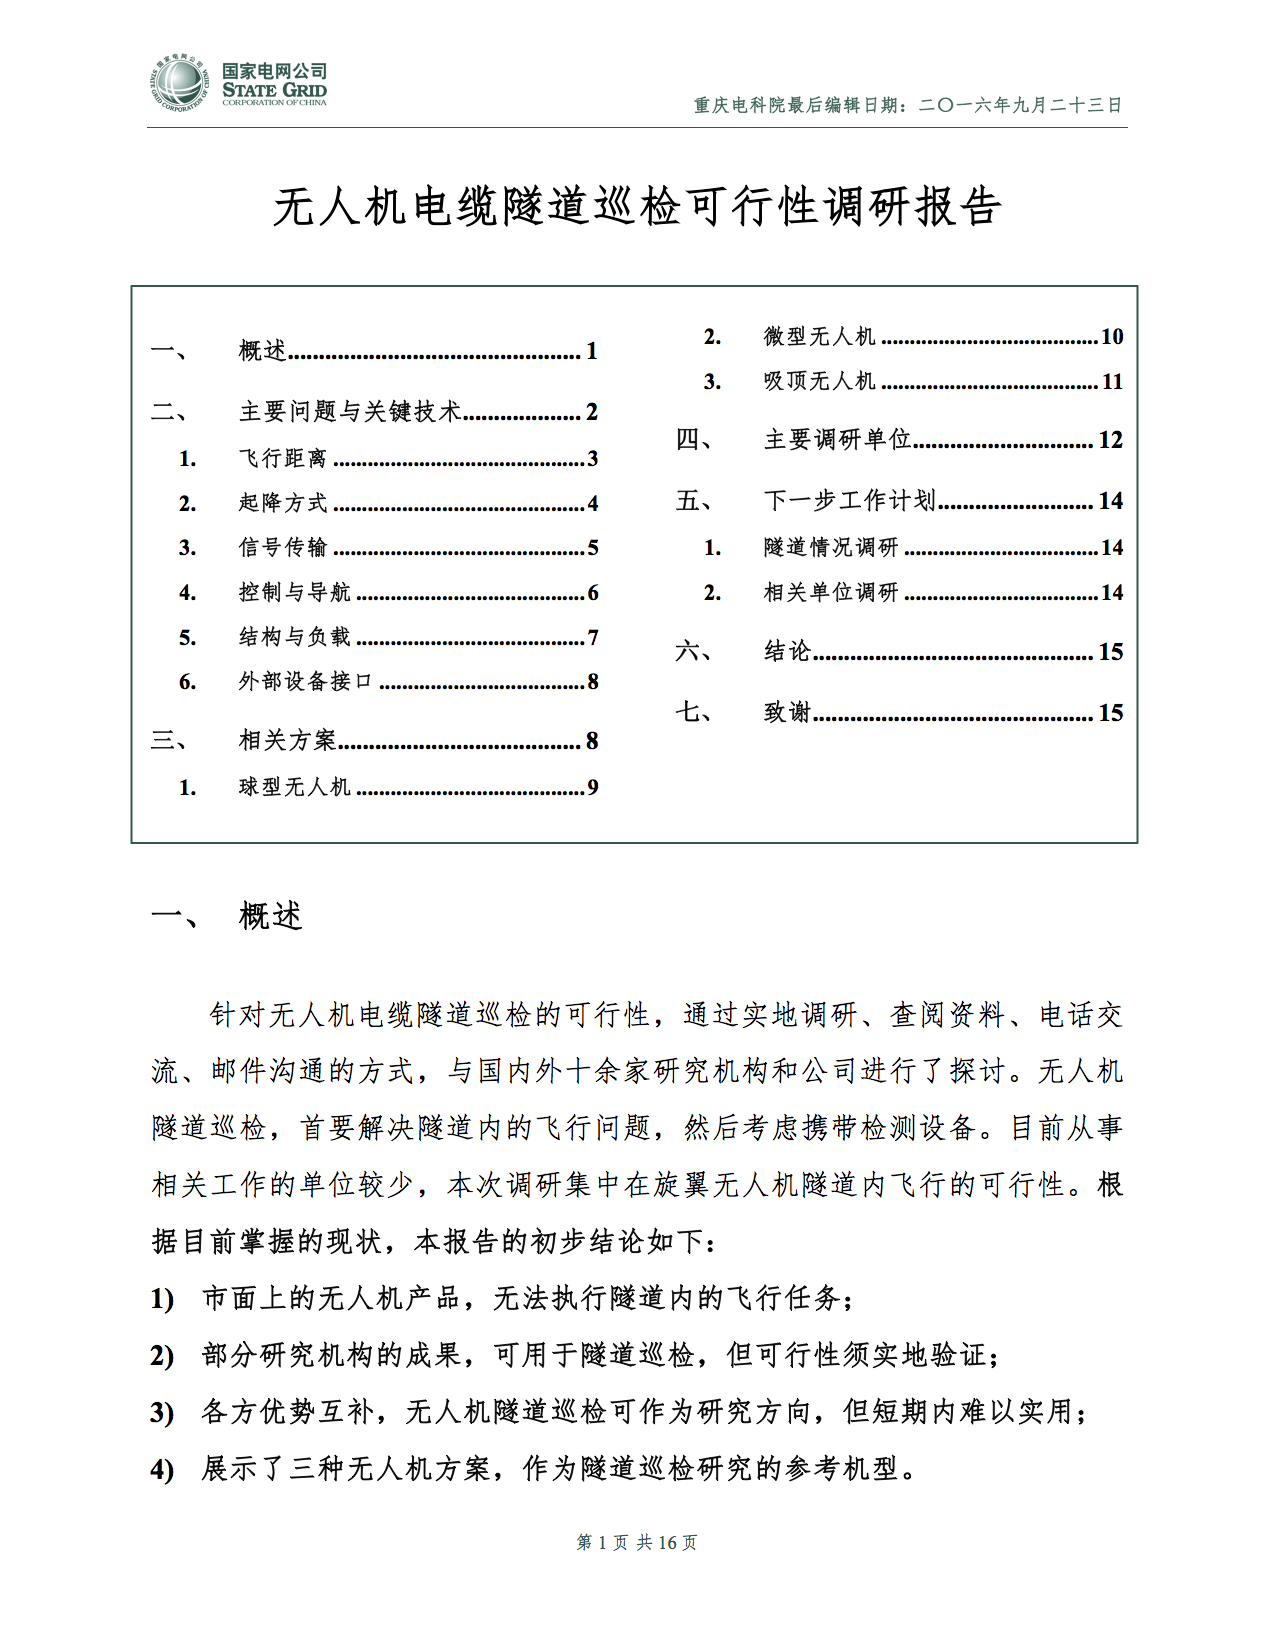 国家电网公司
STATE GRID
CORPORATION OF CHINA
国家电网公司
STATE GRID CORPORATION OF CHINA
重庆电科院最后编辑日期：二〇一六年九月二十三日
无人机电缆隧道巡检可行性调研报告
一、 概述 1
二、 主要问题与关键技术 2
1. 飞行距离 3
2. 起降方式 4
3. 信号传输 5
4. 控制与导航 6
5. 结构与负载 7
6. 外部设备接口 8
三、 相关方案 8
1. 球型无人机 9
2. 微型无人机 10
3. 吸顶无人机 11
四、 主要调研单位 12
五、 下一步工作计划 14
1. 隧道情况调研 14
2. 相关单位调研 14
六、 结论 15
七、 致谢 15
一、 概述
针对无人机电缆隧道巡检的可行性，通过实地调研、查阅资料、电话交
流、邮件沟通的方式，与国内外十余家研究机构和公司进行了探讨。无人机
隧道巡检，首要解决隧道内的飞行问题，然后考虑携带检测设备。目前从事
相关工作的单位较少，本次调研集中在旋翼无人机隧道内飞行的可行性。根
据目前掌握的现状，本报告的初步结论如下：
1) 市面上的无人机产品，无法执行隧道内的飞行任务；
2) 部分研究机构的成果，可用于隧道巡检，但可行性须实地验证；
3) 各方优势互补，无人机隧道巡检可作为研究方向，但短期内难以实用；
4) 展示了三种无人机方案，作为隧道巡检研究的参考机型。
第 1 页 共 16 页